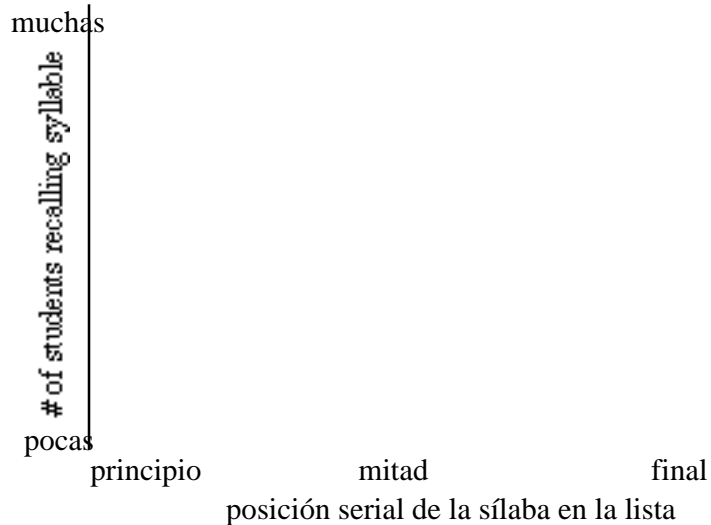 muchas
# of students recalling syllable
pocas
principio mitad final
posición serial de la sílaba en la lista